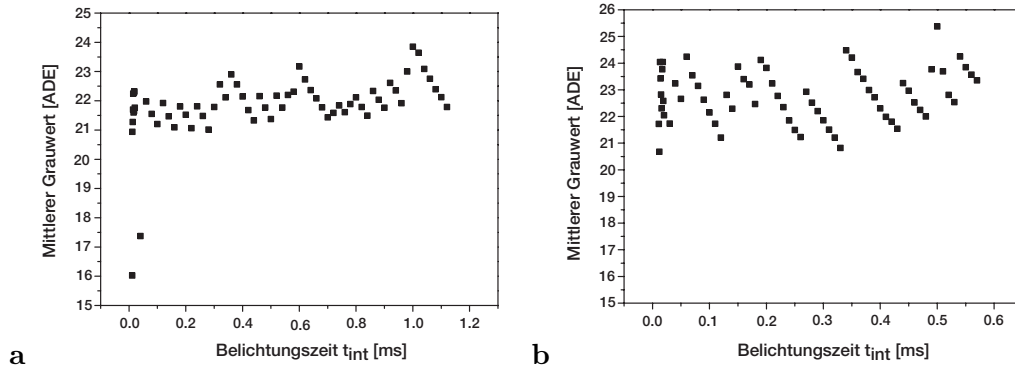 25
24
23
22
21
20
19
18
17
16
15
0.0 0.2 0.4 0.6 0.8 1.0 1.2
Mittlerer Grauwert [ADE]
Belichtungszeit t_int [ms]
a
26
25
24
23
22
21
20
19
18
17
16
15
0.0 0.1 0.2 0.3 0.4 0.5 0.6
Mittlerer Grauwert [ADE]
Belichtungszeit t_int [ms]
b